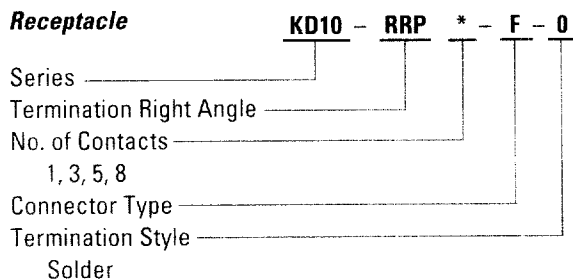 Receptacle KD10 – RRP * – F – 0
Series
Termination Right Angle
No. of Contacts
1, 3, 5, 8
Connector Type
Termination Style
Solder